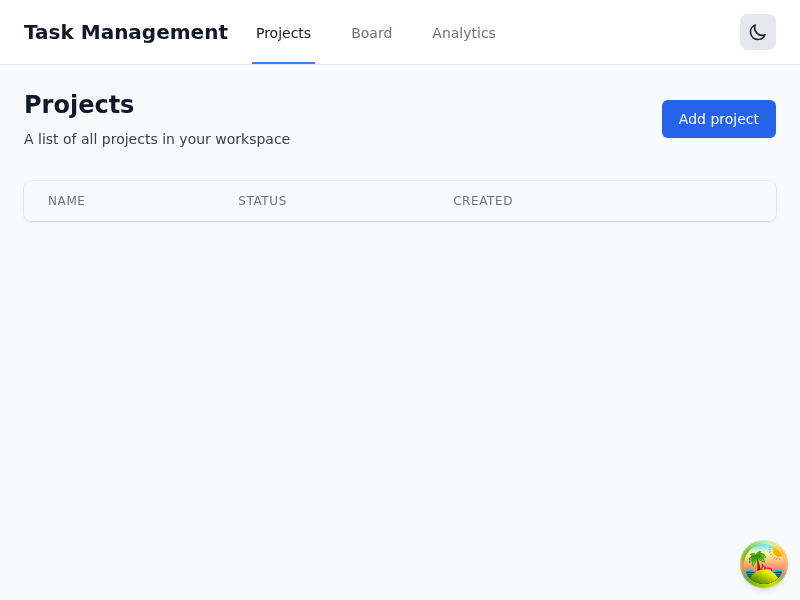 Task Management
Projects
Board
Analytics
Projects
A list of all projects in your workspace
Add project
NAME
STATUS
CREATED